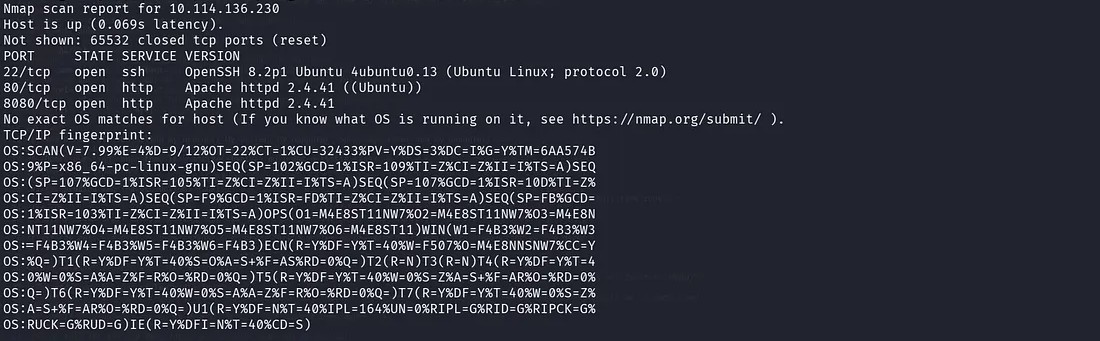 Nmap scan report for 10.114.136.230
Host is up (0.069s latency).
Not shown: 65532 closed tcp ports (reset)
PORT     STATE SERVICE VERSION
22/tcp   open  ssh     OpenSSH 8.2p1 Ubuntu 4ubuntu0.13 (Ubuntu Linux; protocol 2.0)
80/tcp   open  http    Apache httpd 2.4.41 ((Ubuntu))
8080/tcp open  http    Apache httpd 2.4.41
No exact OS matches for host (If you know what OS is running on it, see https://nmap.org/submit/ ).
TCP/IP fingerprint:
OS:SCAN(V=7.99%E=4%D=9/12%OT=22%CT=1%CU=32433%PV=Y%DS=3%DC=I%G=Y%TM=6AA574B
OS:9%P=x86_64-pc-linux-gnu)SEQ(SP=102%GCD=1%ISR=109%TI=Z%CI=Z%II=I%TS=A)SEQ
OS:(SP=107%GCD=1%ISR=105%TI=Z%CI=Z%II=I%TS=A)SEQ(SP=107%GCD=1%ISR=10D%TI=Z%
OS:CI=Z%II=I%TS=A)SEQ(SP=F9%GCD=1%ISR=FD%TI=Z%CI=Z%II=I%TS=A)SEQ(SP=FB%GCD=
OS:1%ISR=103%TI=Z%CI=Z%II=I%TS=A)OPS(O1=M4E8ST11NW7%O2=M4E8ST11NW7%O3=M4E8N
OS:NT11NW7%O4=M4E8ST11NW7%O5=M4E8ST11NW7%O6=M4E8ST11)WIN(W1=F4B3%W2=F4B3%W3
OS:=F4B3%W4=F4B3%W5=F4B3%W6=F4B3)ECN(R=Y%DF=Y%T=40%W=F507%O=M4E8NNSNW7%CC=Y
OS:%Q=)T1(R=Y%DF=Y%T=40%S=O%A=S+%F=AS%RD=0%Q=)T2(R=N)T3(R=N)T4(R=Y%DF=Y%T=4
OS:0%W=0%S=A%A=Z%F=R%O=%RD=0%Q=)T5(R=Y%DF=Y%T=40%W=0%S=Z%A=S+%F=AR%O=%RD=0%
OS:Q=)T6(R=Y%DF=Y%T=40%W=0%S=A%A=Z%F=R%O=%RD=0%Q=)T7(R=Y%DF=Y%T=40%W=0%S=Z%
OS:A=S+%F=AR%O=%RD=0%Q=)U1(R=Y%DF=N%T=40%IPL=164%UN=0%RIPL=G%RID=G%RIPCK=G%
OS:RUCK=G%RUD=G)IE(R=Y%DFI=N%T=40%CD=S)